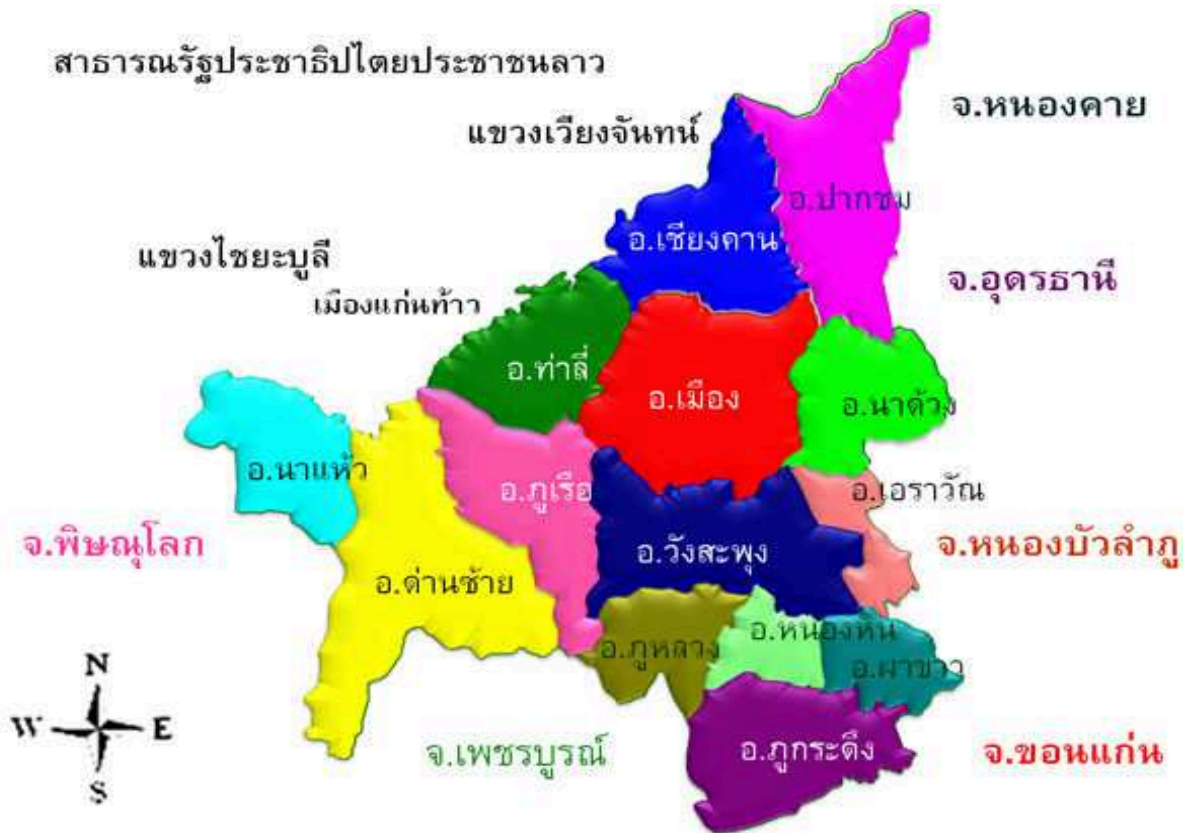 สาธารณรัฐประชาธิปไตยประชาชนลาว
จ.หนองคาย
แขวงเวียงจันทน์
อ.ปากชม
อ.เชียงคาน
แขวงไชยะบูลี
จ.อุดรธานี
เมืองแก่นท้าว
อ.ท่าลี่
อ.เมือง
อ.นาด้วง
อ.นาแห้ว
อ.ภูเรือ
อ.เอราวัณ
จ.พิษณุโลก
อ.วังสะพุง
จ.หนองบัวลำภู
อ.ด่านซ้าย
อ.หนองหิน
อ.ภูหลวง
อ.ผาขาว
N
W
E
S
จ.เพชรบูรณ์
อ.ภูกระดึง
จ.ขอนแก่น